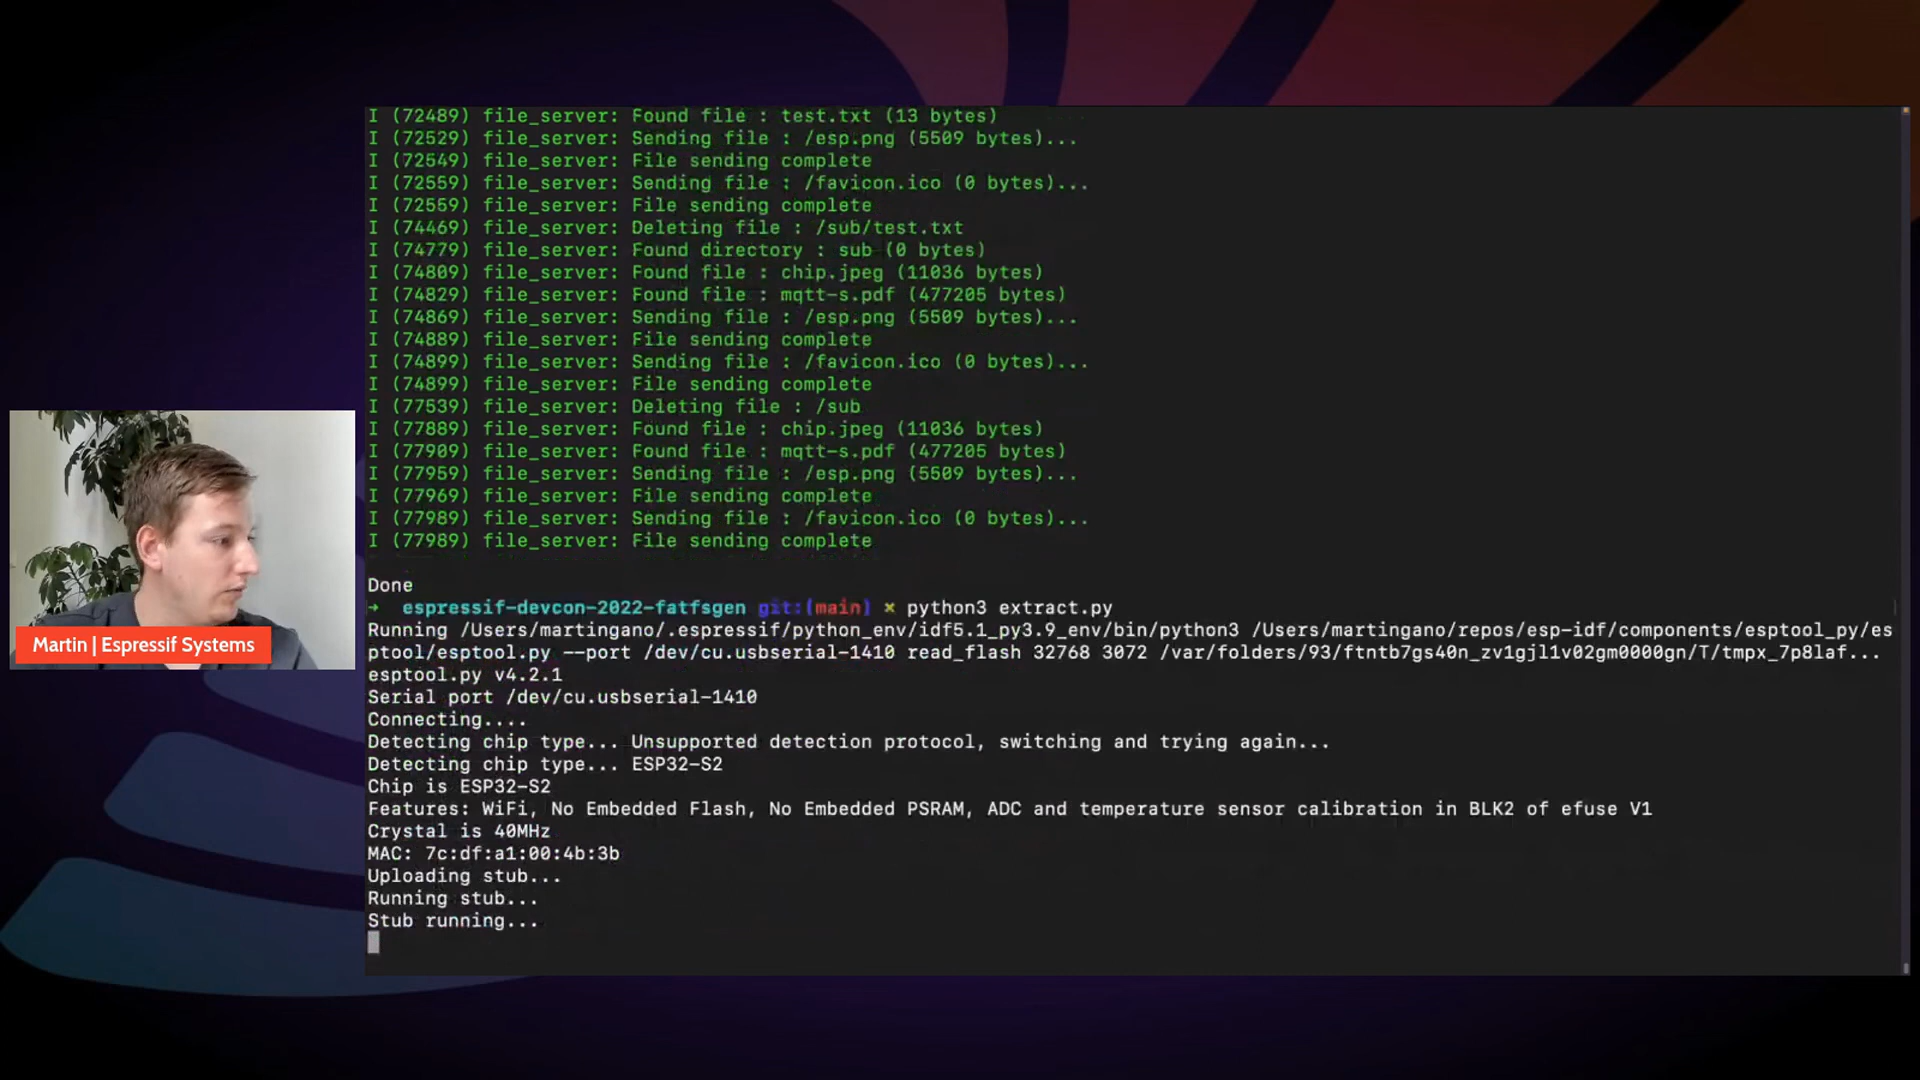 I (72489) file_server: Found file : test.txt (13 bytes)
I (72529) file_server: Sending file : /esp.png (5509 bytes)...
I (72549) file_server: File sending complete
I (72559) file_server: Sending file : /favicon.ico (0 bytes)...
I (72559) file_server: File sending complete
I (74469) file_server: Deleting file : /sub/test.txt
I (74779) file_server: Found directory : sub (0 bytes)
I (74809) file_server: Found file : chip.jpeg (11036 bytes)
I (74829) file_server: Found file : mqtt-s.pdf (477205 bytes)
I (74869) file_server: Sending file : /esp.png (5509 bytes)...
I (74889) file_server: File sending complete
I (74899) file_server: Sending file : /favicon.ico (0 bytes)...
I (74899) file_server: File sending complete
I (77539) file_server: Deleting file : /sub
I (77889) file_server: Found file : chip.jpeg (11036 bytes)
I (77909) file_server: Found file : mqtt-s.pdf (477205 bytes)
I (77959) file_server: Sending file : /esp.png (5509 bytes)...
I (77969) file_server: File sending complete
I (77989) file_server: Sending file : /favicon.ico (0 bytes)...
I (77989) file_server: File sending complete
Done
→ espressif-devcon-2022-fatfsgen git:(main) × python3 extract.py
Running /Users/martingano/.espressif/python_env/idf5.1_py3.9_env/bin/python3 /Users/martingano/repos/esp-idf/components/esptool_py/es
ptool/esptool.py --port /dev/cu.usbserial-1410 read_flash 32768 3072 /var/folders/93/ftntb7gs40n_zv1gjl1v02gm0000gn/T/tmpx_7p8laf...
esptool.py v4.2.1
Serial port /dev/cu.usbserial-1410
Connecting....
Detecting chip type... Unsupported detection protocol, switching and trying again...
Detecting chip type... ESP32-S2
Chip is ESP32-S2
Features: WiFi, No Embedded Flash, No Embedded PSRAM, ADC and temperature sensor calibration in BLK2 of efuse V1
Crystal is 40MHz
MAC: 7c:df:a1:00:4b:3b
Uploading stub...
Running stub...
Stub running...
Martin | Espressif Systems